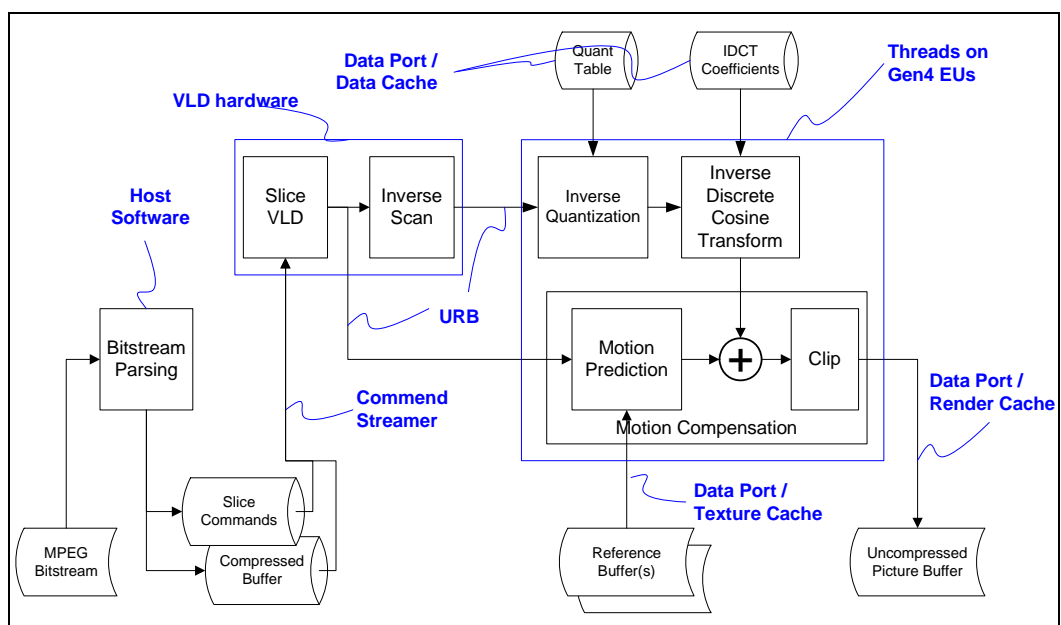 Data Port /
Data Cache
Quant
Table
IDCT
Coefficients
Threads on
Gen4 EUs
VLD hardware
Slice
VLD
Inverse
Scan
Inverse
Quantization
Inverse
Discrete
Cosine
Transform
Host
Software
URB
Bitstream
Parsing
Motion
Prediction
+
Clip
Motion Compensation
Commend
Streamer
Data Port /
Render Cache
Data Port /
Texture Cache
Slice
Commands
MPEG
Bitstream
Compressed
Buffer
Reference
Buffer(s)
Uncompressed
Picture Buffer